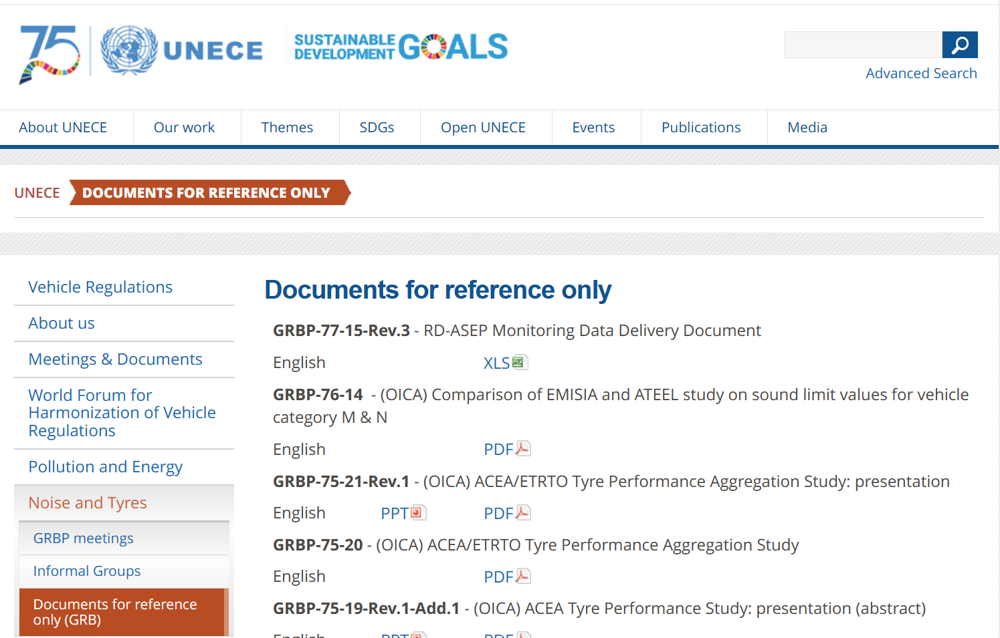 75 UNECE SUSTAINABLE DEVELOPMENT GOALS
Advanced Search
About UNECE Our work Themes SDGs Open UNECE Events Publications Media
UNECE DOCUMENTS FOR REFERENCE ONLY
Vehicle Regulations
About us
Meetings & Documents
World Forum for
Harmonization of Vehicle
Regulations
Pollution and Energy
Noise and Tyres
GRBP meetings
Informal Groups
Documents for reference
only (GRB)
Documents for reference only
GRBP-77-15-Rev.3 - RD-ASEP Monitoring Data Delivery Document
English XLS
GRBP-76-14 - (OICA) Comparison of EMISIA and ATEEL study on sound limit values for vehicle
category M & N
English PDF
GRBP-75-21-Rev.1 - (OICA) ACEA/ETRTO Tyre Performance Aggregation Study: presentation
English PPT PDF
GRBP-75-20 - (OICA) ACEA/ETRTO Tyre Performance Aggregation Study
English PDF
GRBP-75-19-Rev.1-Add.1 - (OICA) ACEA Tyre Performance Study: presentation (abstract)
English PPT PDF